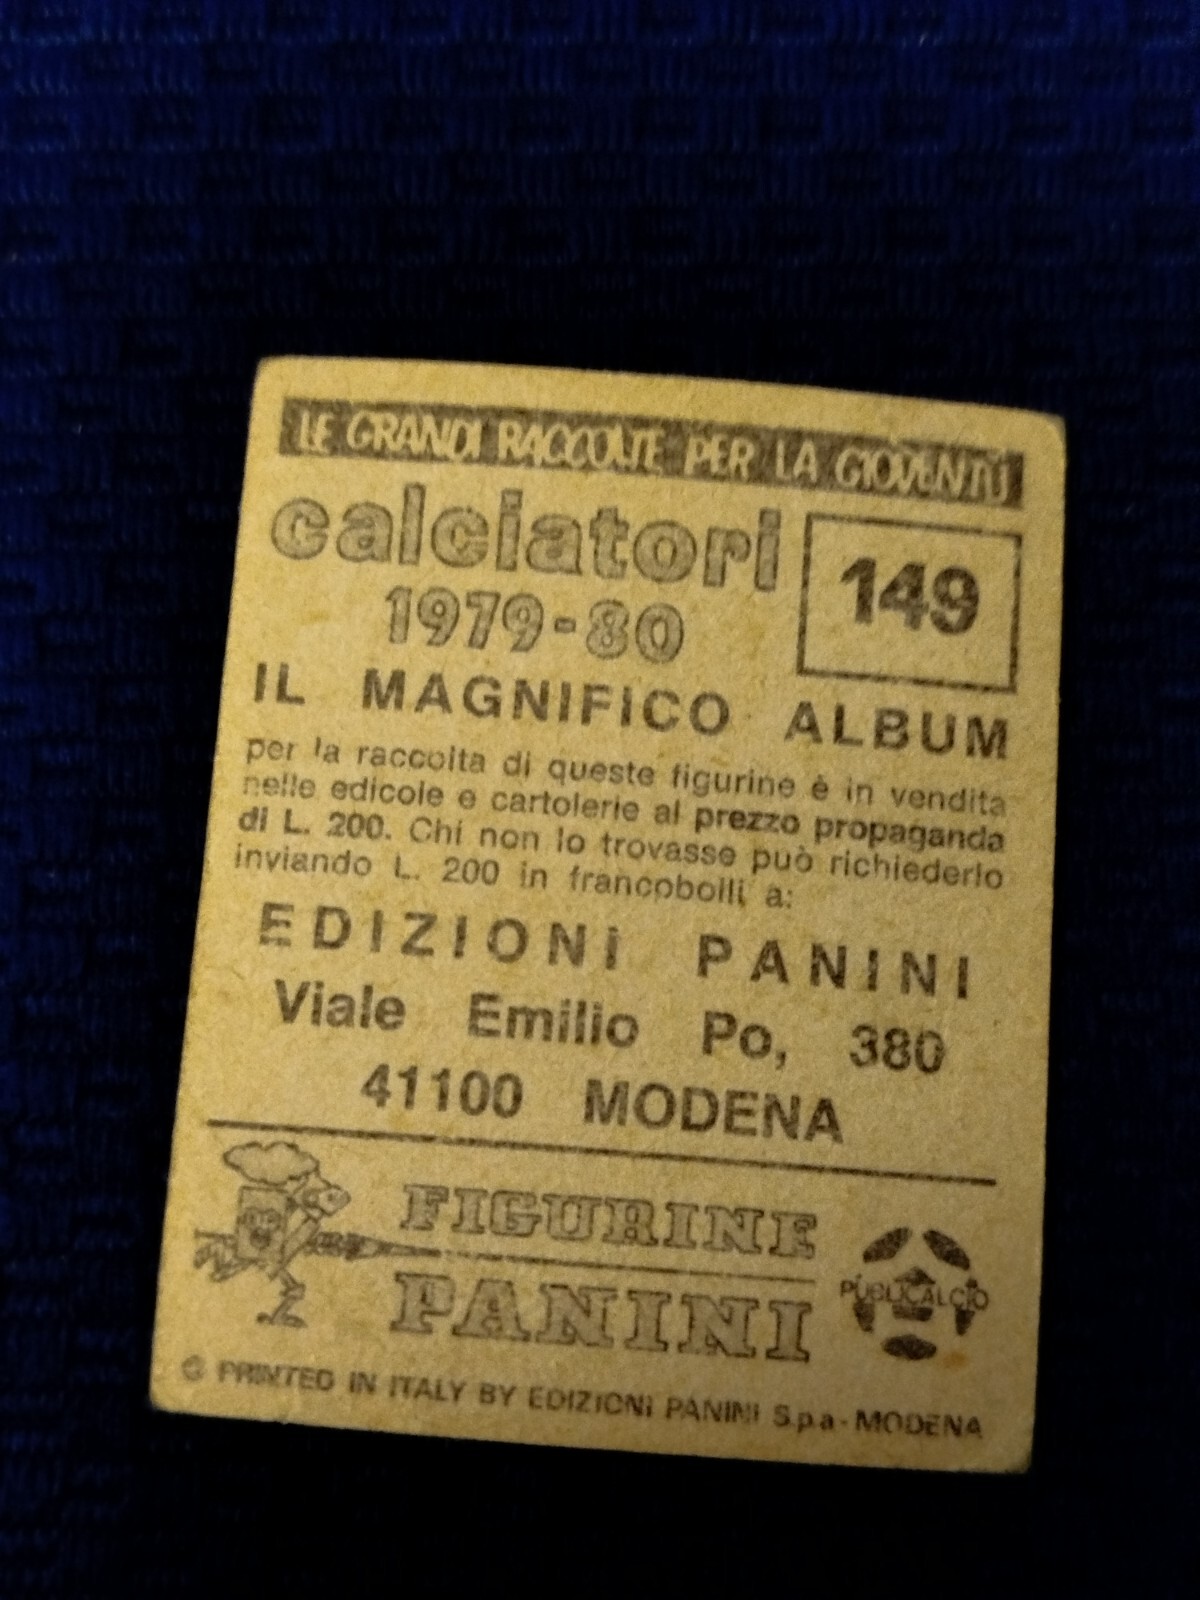 LE GRANDI RACCOLTE PER LA GIOVENTÙ
calciatori
1979-80
149
IL MAGNIFICO ALBUM
per la raccolta di queste figurine è in vendita
nelle edicole e cartolerie al prezzo propaganda
di L. 200. Chi non lo trovasse può richiederlo
inviando L. 200 in francobolli a:
EDIZIONI PANINI
Viale Emilio Po, 380
41100 MODENA
FIGURINE
PANINI
PUBLICALCIO
© PRINTED IN ITALY BY EDIZIONI PANINI S.p.a - MODENA